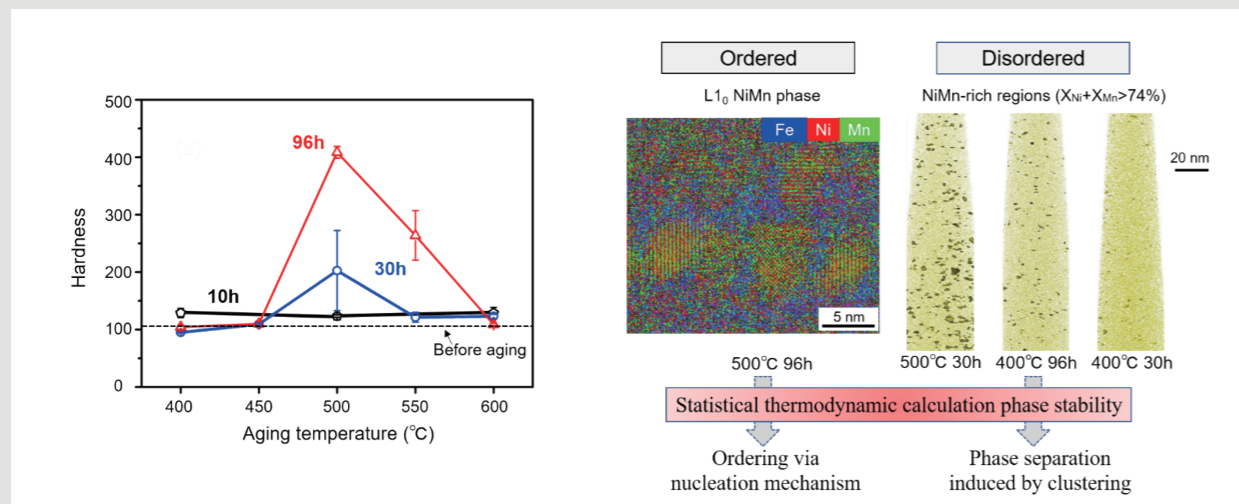 500
400
300
200
100
0
Hardness
96h
30h
10h
Before aging
400 450 500 550 600
Aging temperature (°C)
Ordered
L1₀ NiMn phase
Fe Ni Mn
5 nm
500℃ 96h
Disordered
NiMn-rich regions (X_Ni+X_Mn>74%)
20 nm
500℃ 30h 400℃ 96h 400℃ 30h
Statistical thermodynamic calculation phase stability
Ordering via
nucleation mechanism
Phase separation
induced by clustering